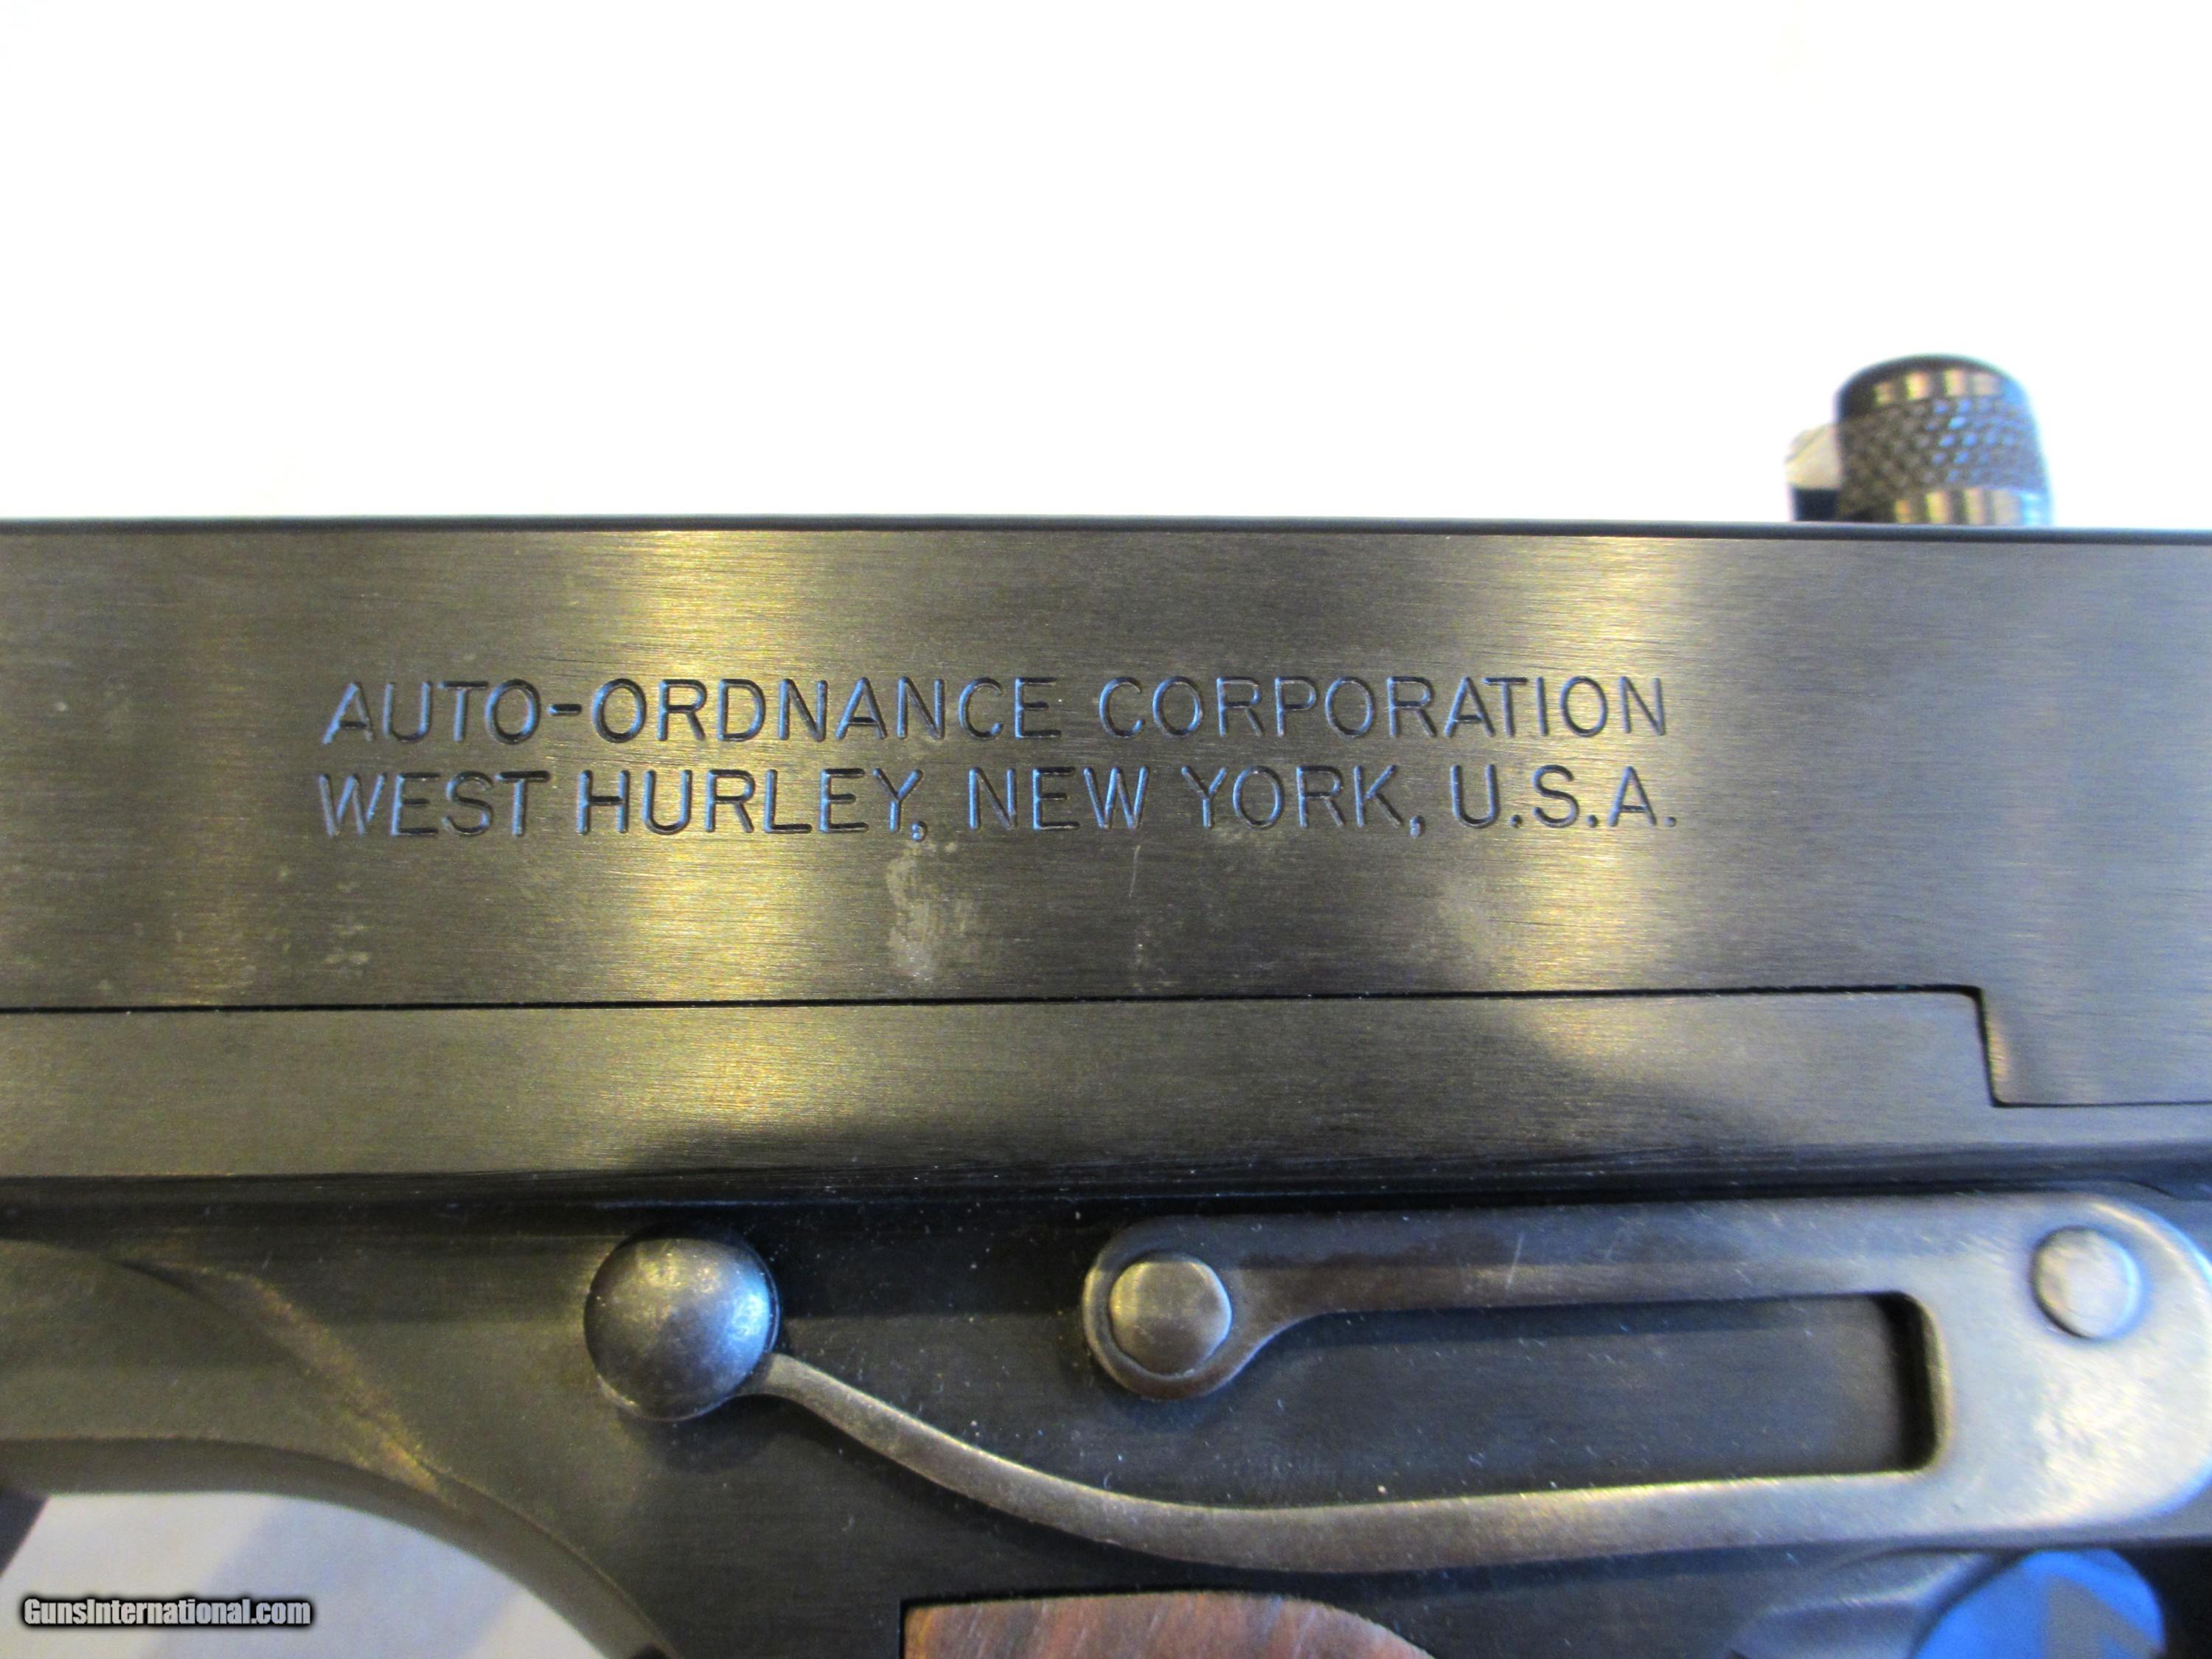 AUTO-ORDNANCE CORPORATION
WEST HURLEY, NEW YORK, U.S.A.
GunsInternational.com